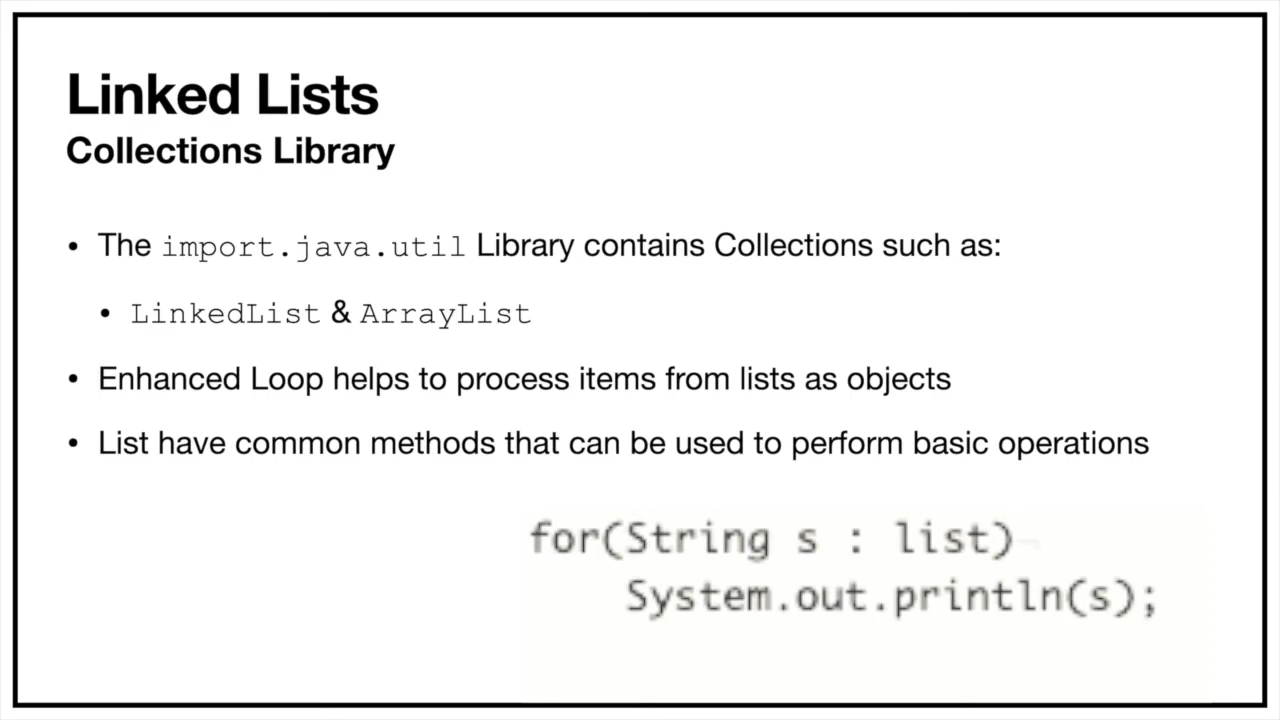 Linked Lists
Collections Library
• The import.java.util Library contains Collections such as:
• LinkedList & ArrayList
• Enhanced Loop helps to process items from lists as objects
• List have common methods that can be used to perform basic operations
for(String s : list)
System.out.println(s);